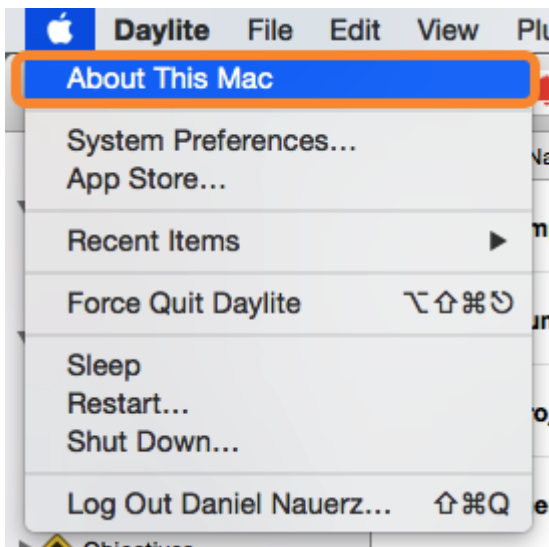 Daylite File Edit View
About This Mac
System Preferences...
App Store...
Recent Items
Force Quit Daylite ⌥⇧⌘⎋
Sleep
Restart...
Shut Down...
Log Out Daniel Nauerz... ⇧⌘Q
Objectives